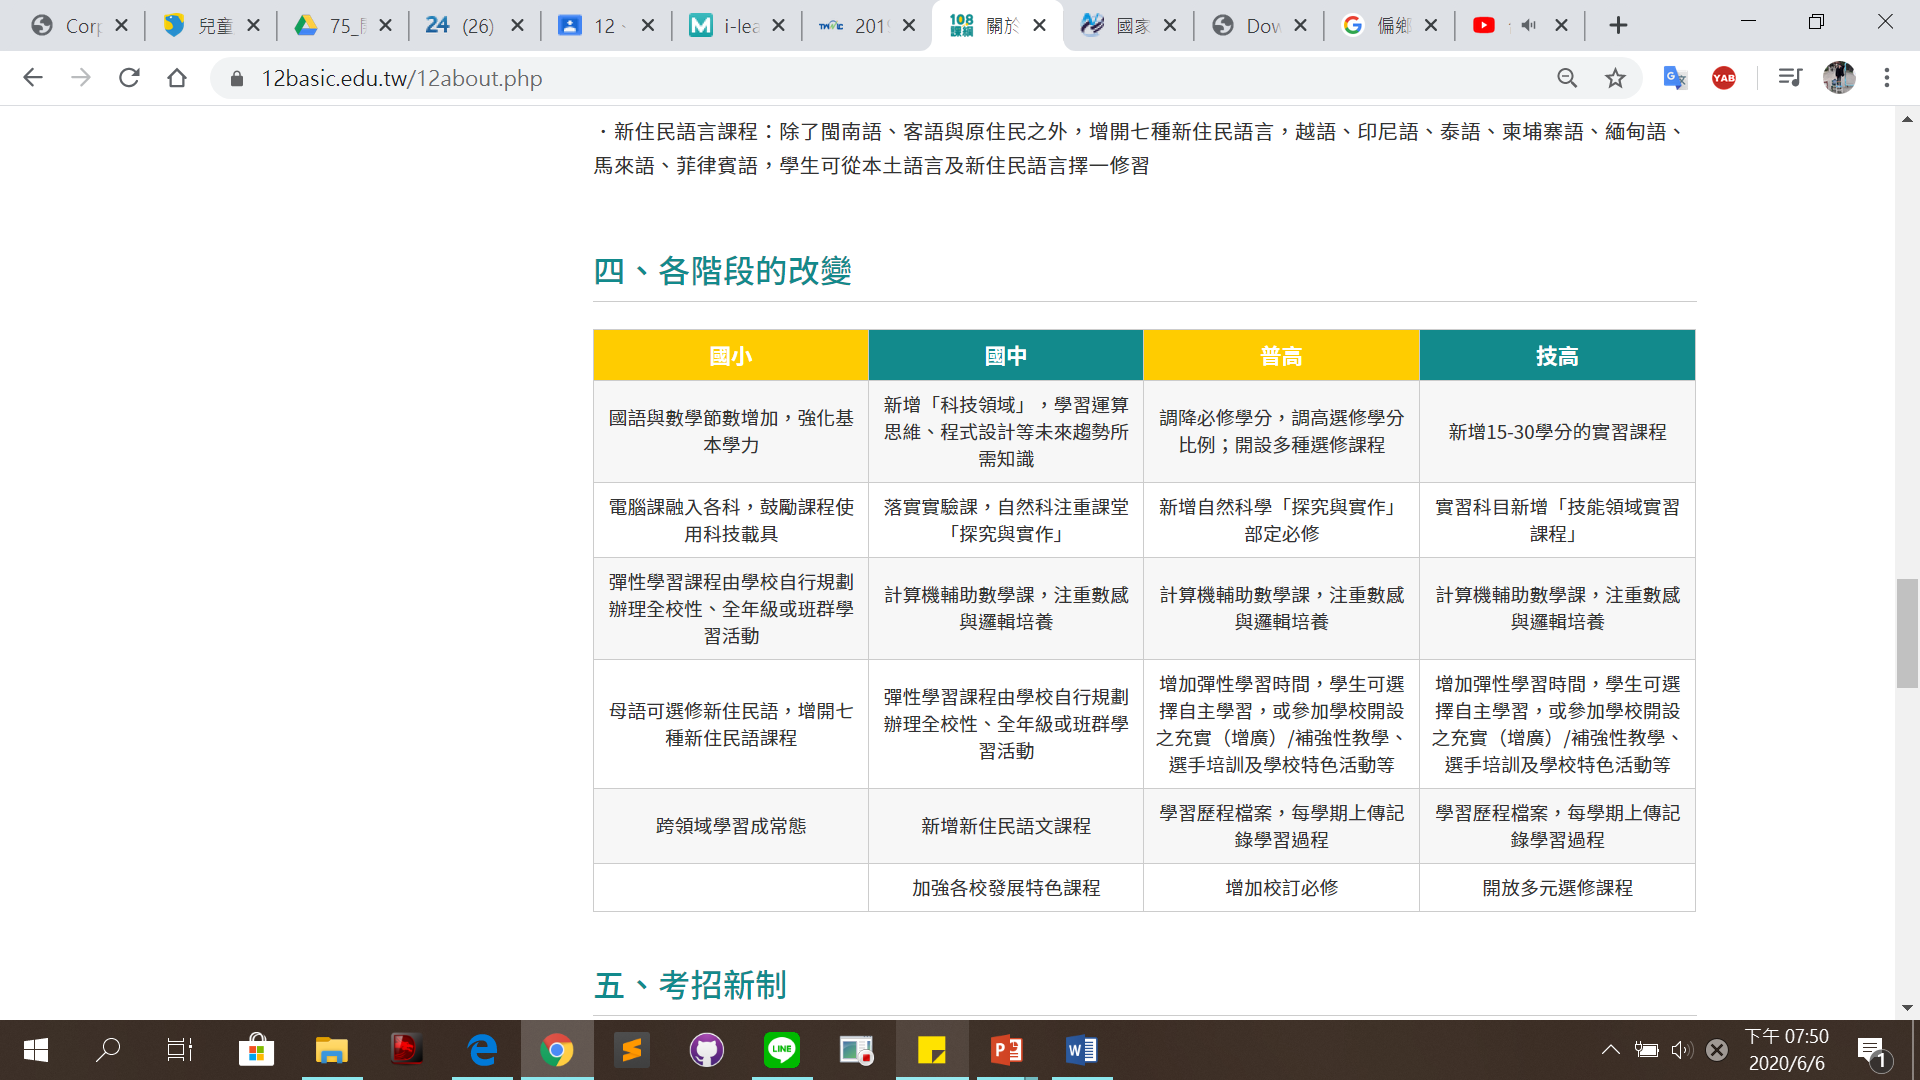 Corp
兒童
75_
24 (26)
12、
i-lea
2019
108課綱 關於
國家
Dow
偏鄉
12basic.edu.tw/12about.php
YAB
・新住民語言課程：除了閩南語、客語與原住民之外，增開七種新住民語言，越語、印尼語、泰語、柬埔寨語、緬甸語、
馬來語、菲律賓語，學生可從本土語言及新住民語言擇一修習
四、各階段的改變
國小 國中 普高 技高
國語與數學節數增加，強化基
本學力
新增「科技領域」，學習運算
思維、程式設計等未來趨勢所
需知識
調降必修學分，調高選修學分
比例；開設多種選修課程
新增15-30學分的實習課程
電腦課融入各科，鼓勵課程使
用科技載具
落實實驗課，自然科注重課堂
「探究與實作」
新增自然科學「探究與實作」
部定必修
實習科目新增「技能領域實習
課程」
彈性學習課程由學校自行規劃
辦理全校性、全年級或班群學
習活動
計算機輔助數學課，注重數感
與邏輯培養
計算機輔助數學課，注重數感
與邏輯培養
計算機輔助數學課，注重數感
與邏輯培養
母語可選修新住民語，增開七
種新住民語課程
彈性學習課程由學校自行規劃
辦理全校性、全年級或班群學
習活動
增加彈性學習時間，學生可選
擇自主學習，或參加學校開設
之充實（增廣）/補強性教學、
選手培訓及學校特色活動等
增加彈性學習時間，學生可選
擇自主學習，或參加學校開設
之充實（增廣）/補強性教學、
選手培訓及學校特色活動等
跨領域學習成常態
新增新住民語文課程
學習歷程檔案，每學期上傳記
錄學習過程
學習歷程檔案，每學期上傳記
錄學習過程
加強各校發展特色課程
增加校訂必修
開放多元選修課程
五、考招新制
LINE
下午 07:50
2020/6/6
1